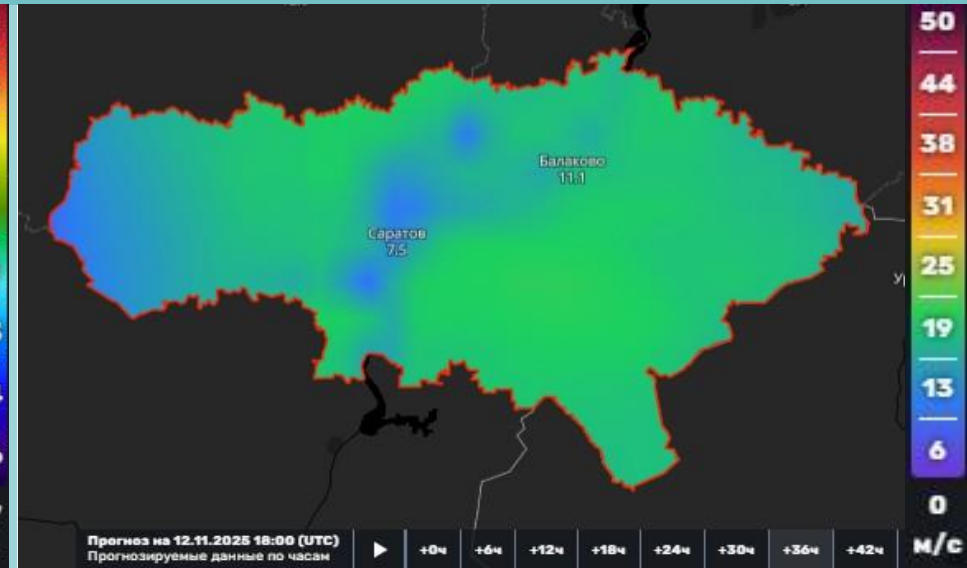 50
44
38
31
25
19
13
6
0
м/с
Балаково
11.1
Саратов
7.5
Прогноз на 12.11.2025 18:00 (UTC)
Прогнозируемые данные по часам
+0ч
+6ч
+12ч
+18ч
+24ч
+30ч
+36ч
+42ч